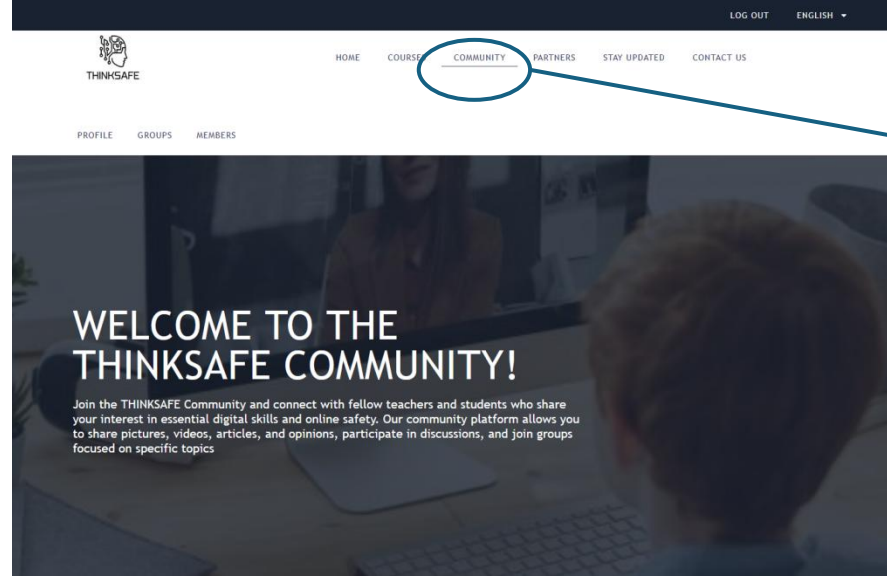 LOG OUT ENGLISH
THINKSAFE
HOME COURSES COMMUNITY PARTNERS STAY UPDATED CONTACT US
PROFILE GROUPS MEMBERS
WELCOME TO THE
THINKSAFE COMMUNITY!
Join the THINKSAFE Community and connect with fellow teachers and students who share
your interest in essential digital skills and online safety. Our community platform allows you
to share pictures, videos, articles, and opinions, participate in discussions, and join groups
focused on specific topics